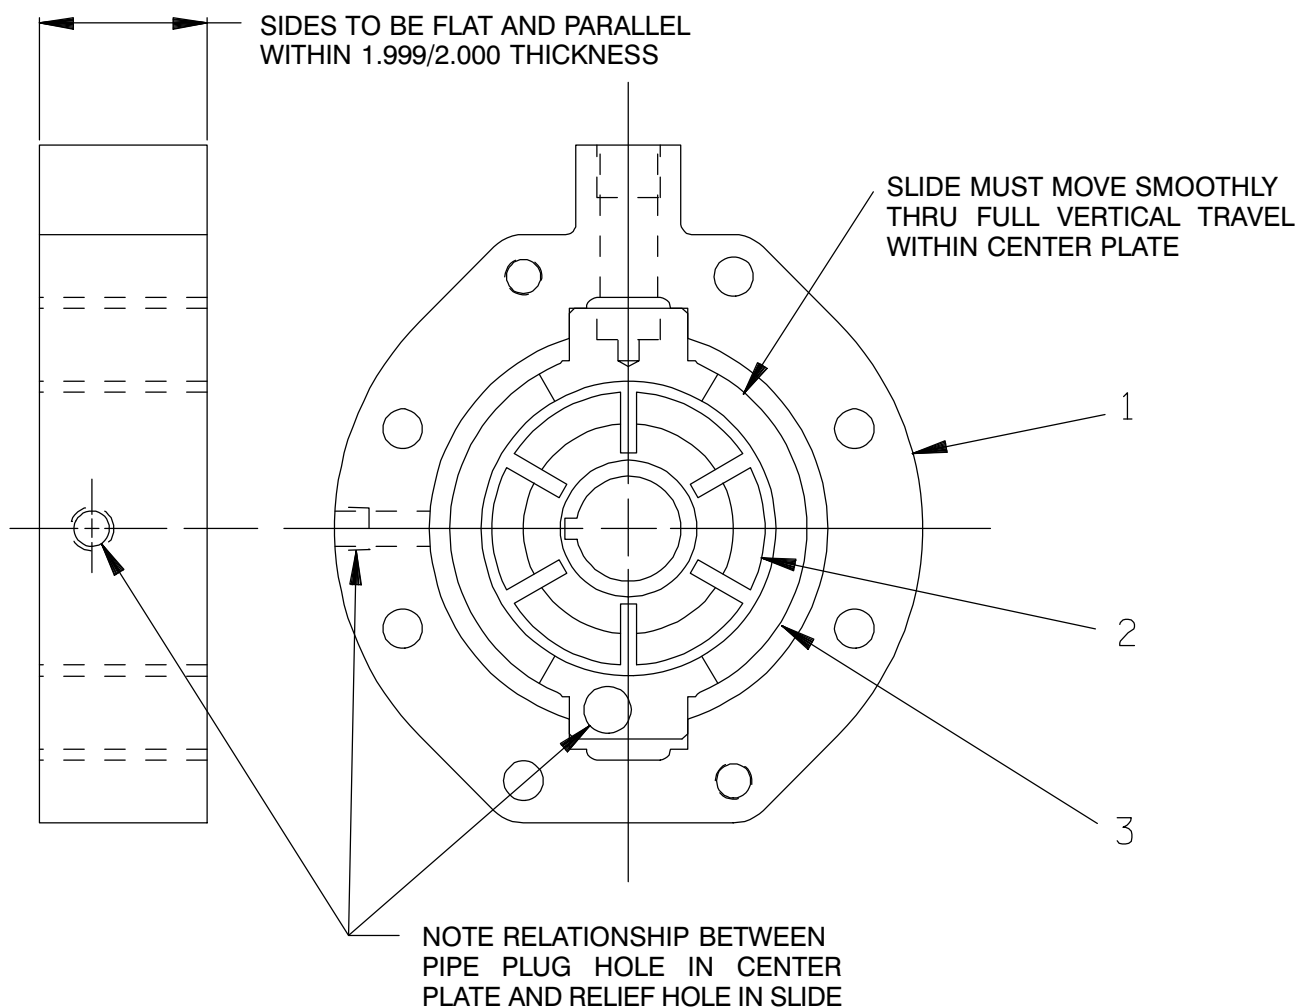 SIDES TO BE FLAT AND PARALLEL
WITHIN 1.999/2.000 THICKNESS
SLIDE MUST MOVE SMOOTHLY
THRU FULL VERTICAL TRAVEL
WITHIN CENTER PLATE
1
2
3
NOTE RELATIONSHIP BETWEEN
PIPE PLUG HOLE IN CENTER
PLATE AND RELIEF HOLE IN SLIDE